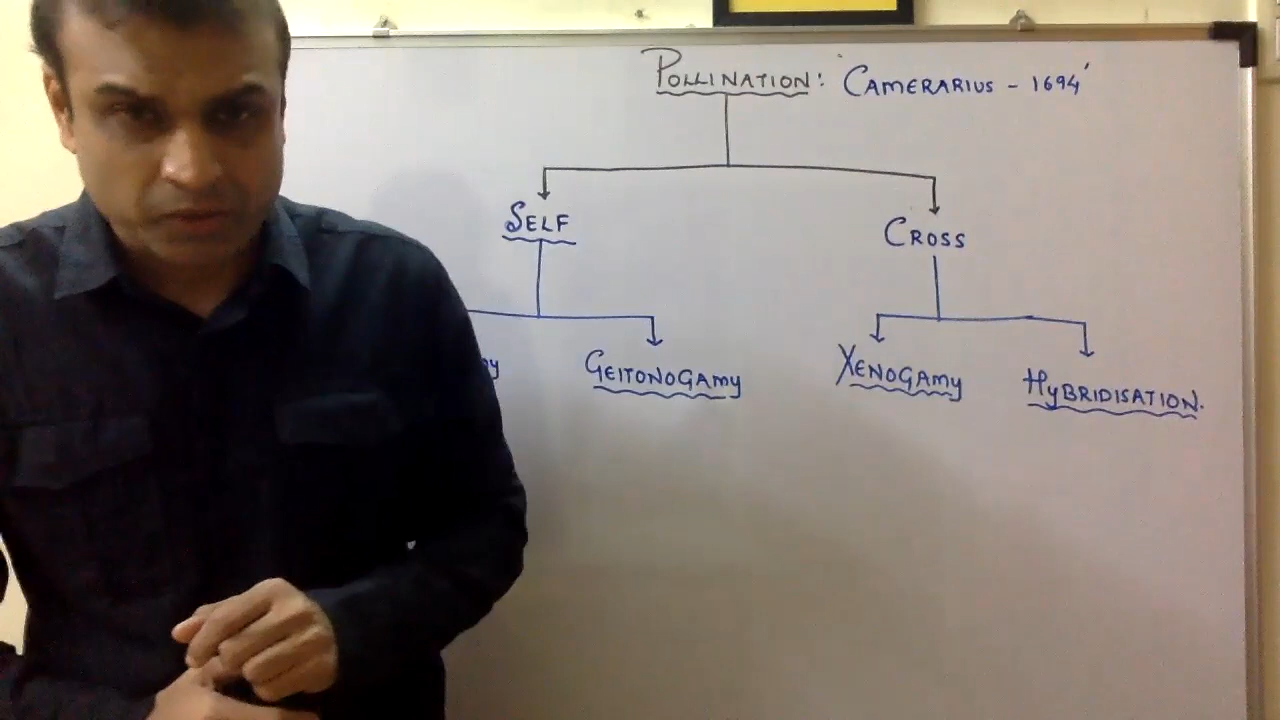 POLLINATION: 'CAMERARIUS - 1694'
SELF
CROSS
GEITONOGAMY
XENOGAMY
HYBRIDISATION.